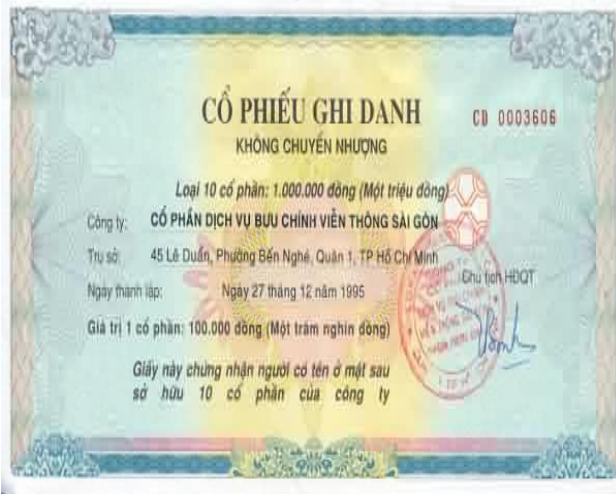 CỔ PHIẾU GHI DANH
CD 0003606
KHÔNG CHUYỂN NHƯỢNG
Loại 10 cổ phần: 1.000.000 đồng (Một triệu đồng)
Công ty: CỔ PHẦN DỊCH VỤ BƯU CHÍNH VIỄN THÔNG SÀI GÒN
Trụ sở: 45 Lê Duẩn, Phường Bến Nghé, Quận 1, TP Hồ Chí Minh
Ngày thành lập: Ngày 27 tháng 12 năm 1995
Chủ tịch HĐQT
Giá trị 1 cổ phần: 100.000 đồng (Một trăm nghìn đồng)
Giấy này chứng nhận người có tên ở mặt sau
sở hữu 10 cổ phần của công ty